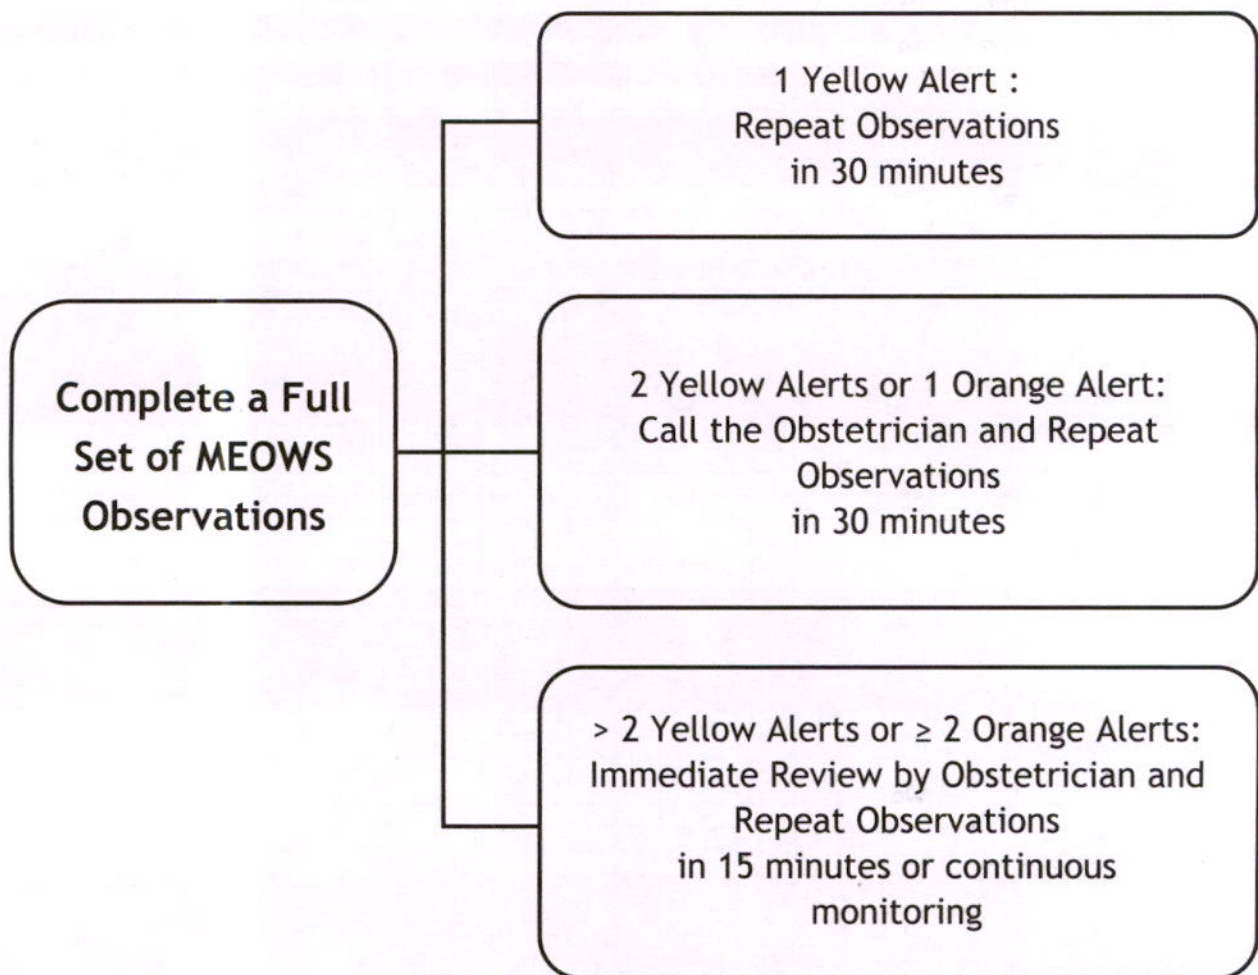 1 Yellow Alert :
Repeat Observations
in 30 minutes
Complete a Full
Set of MEOWS
Observations
2 Yellow Alerts or 1 Orange Alert:
Call the Obstetrician and Repeat
Observations
in 30 minutes
> 2 Yellow Alerts or ≥ 2 Orange Alerts:
Immediate Review by Obstetrician and
Repeat Observations
in 15 minutes or continuous
monitoring